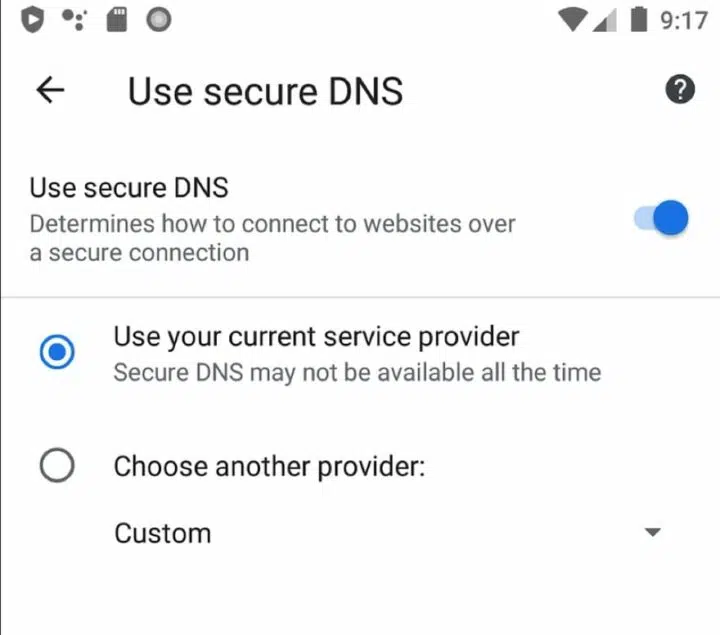 9:17
Use secure DNS
Use secure DNS
Determines how to connect to websites over
a secure connection
Use your current service provider
Secure DNS may not be available all the time
Choose another provider:
Custom